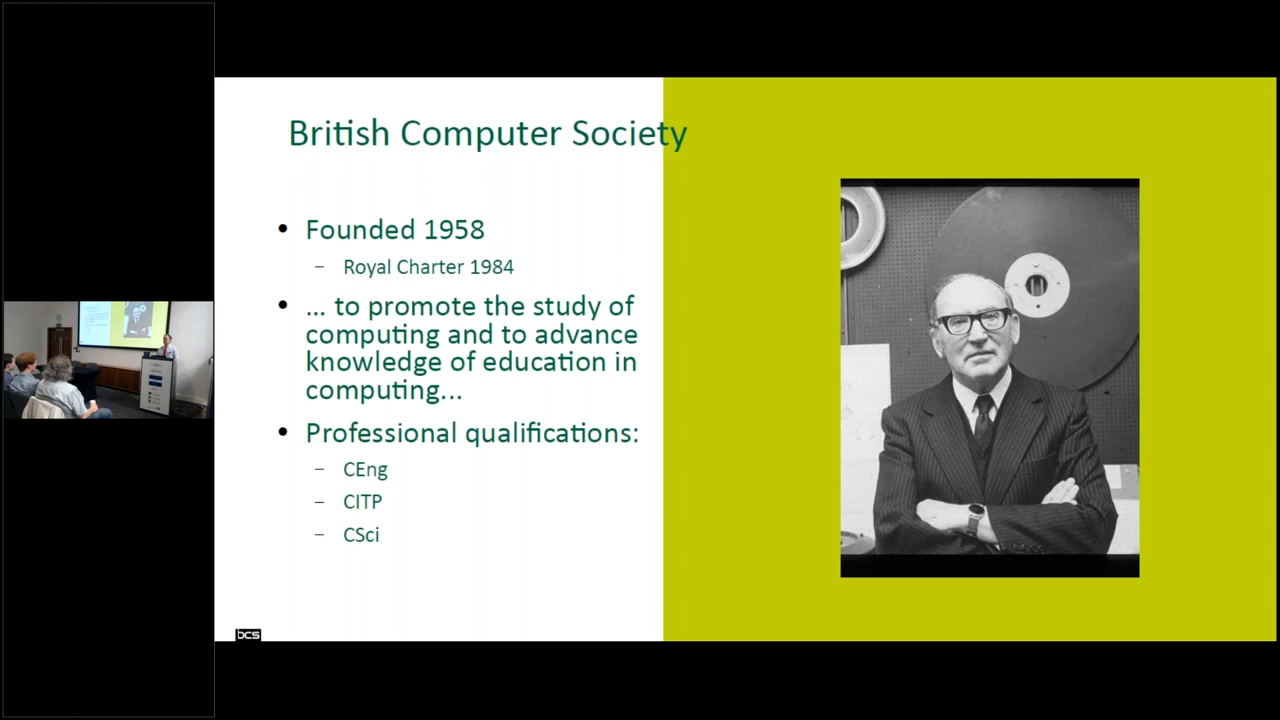 British Computer Society
• Founded 1958
– Royal Charter 1984
• ... to promote the study of
computing and to advance
knowledge of education in
computing...
• Professional qualifications:
– CEng
– CITP
– CSci
bcs